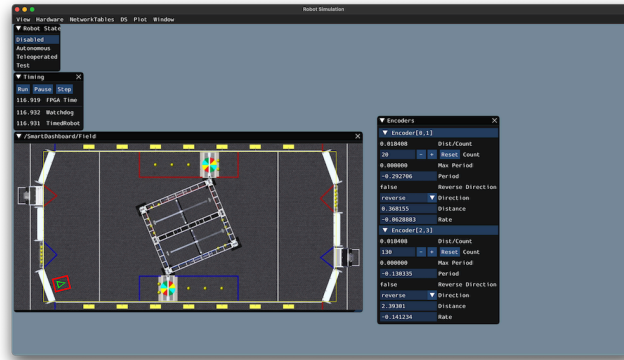 Robot Simulation
View Hardware NetworkTables DS Plot Window
Robot State
Disabled
Autonomous
Teleoperated
Test
Timing
Run Pause Step
116.919 FPGA Time
116.932 Watchdog
116.931 TimedRobot
/SmartDashboard/Field
Encoders
Encoder[0,1]
0.018408 Dist/Count
20 - + Reset Count
0.000000 Max Period
-0.292706 Period
false Reverse Direction
reverse Direction
0.368155 Distance
-0.0628883 Rate
Encoder[2,3]
0.018408 Dist/Count
130 - + Reset Count
0.000000 Max Period
-0.130335 Period
false Reverse Direction
reverse Direction
2.39301 Distance
-0.141234 Rate